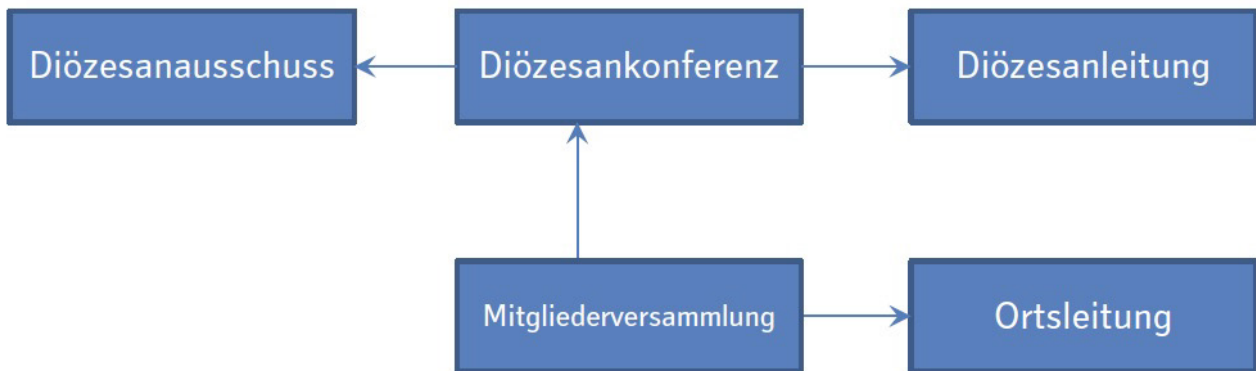 Diözesanausschuss
Diözesankonferenz
Diözesanleitung
Mitgliederversammlung
Ortsleitung